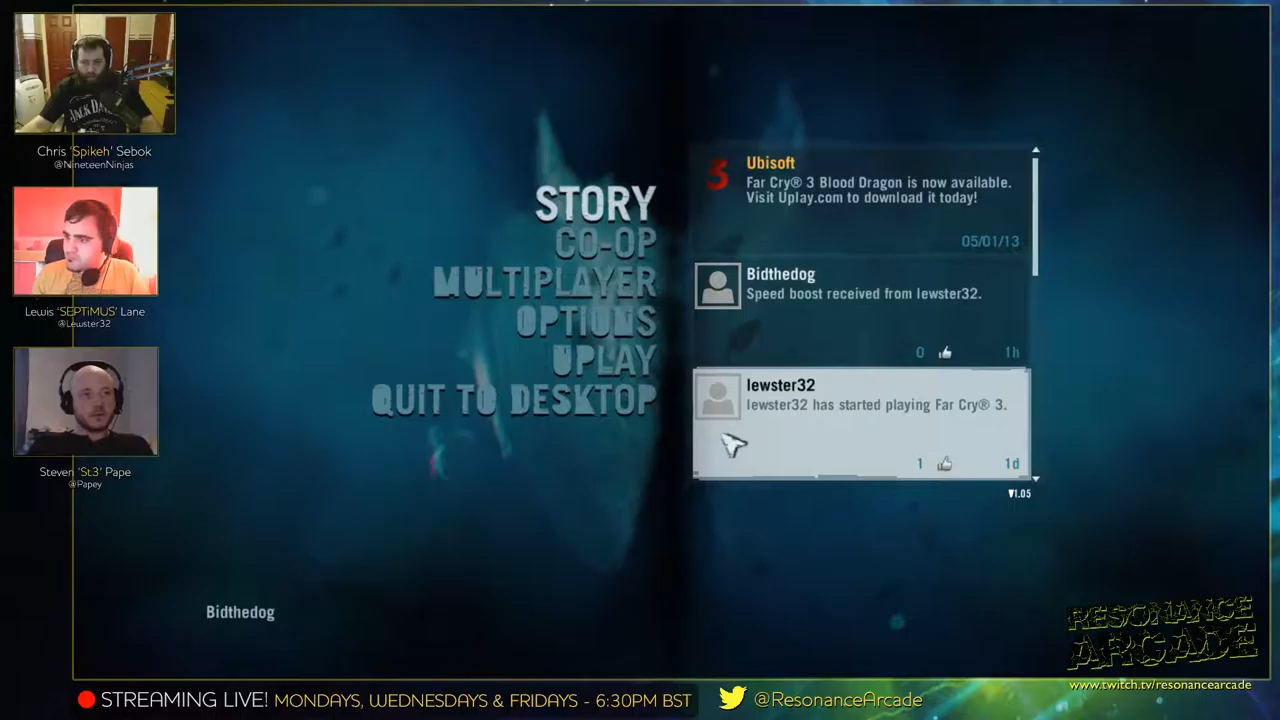 Chris 'Spikeh' Sebok
@NineteenNinjas
Lewis 'SEPTiMUS' Lane
@Lewster32
Steven 'St3' Pape
@Papey
STORY
CO-OP
MULTIPLAYER
OPTIONS
UPLAY
QUIT TO DESKTOP
3
Ubisoft
Far Cry® 3 Blood Dragon is now available.
Visit Uplay.com to download it today!
05/01/13
Bidthedog
Speed boost received from lewster32.
0 1h
lewster32
lewster32 has started playing Far Cry® 3.
1 1d
V1.05
Bidthedog
RESONANCE
ARCADE
www.twitch.tv/resonancearcade
STREAMING LIVE! MONDAYS, WEDNESDAYS & FRIDAYS - 6:30PM BST
@ResonanceArcade